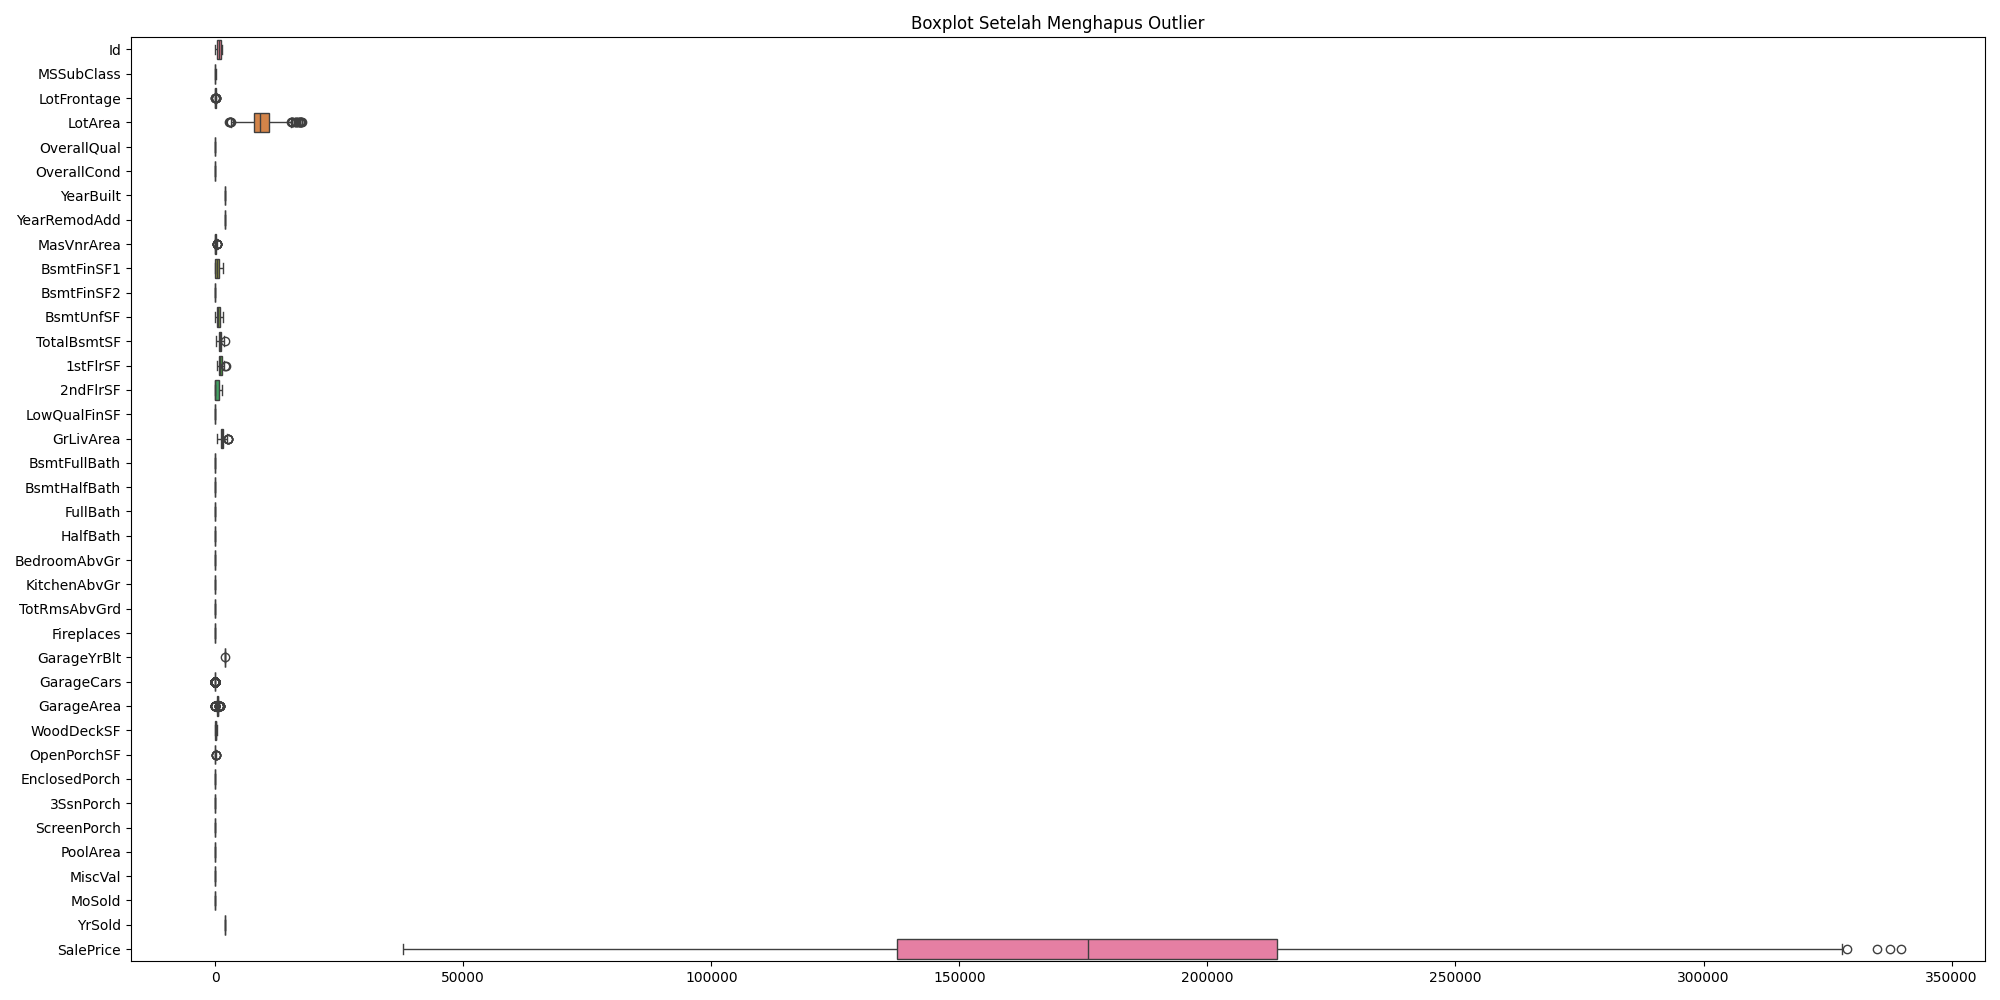 Boxplot Setelah Menghapus Outlier
Id
MSSubClass
LotFrontage
LotArea
OverallQual
OverallCond
YearBuilt
YearRemodAdd
MasVnrArea
BsmtFinSF1
BsmtFinSF2
BsmtUnfSF
TotalBsmtSF
1stFlrSF
2ndFlrSF
LowQualFinSF
GrLivArea
BsmtFullBath
BsmtHalfBath
FullBath
HalfBath
BedroomAbvGr
KitchenAbvGr
TotRmsAbvGrd
Fireplaces
GarageYrBlt
GarageCars
GarageArea
WoodDeckSF
OpenPorchSF
EnclosedPorch
3SsnPorch
ScreenPorch
PoolArea
MiscVal
MoSold
YrSold
SalePrice
0 50000 100000 150000 200000 250000 300000 350000